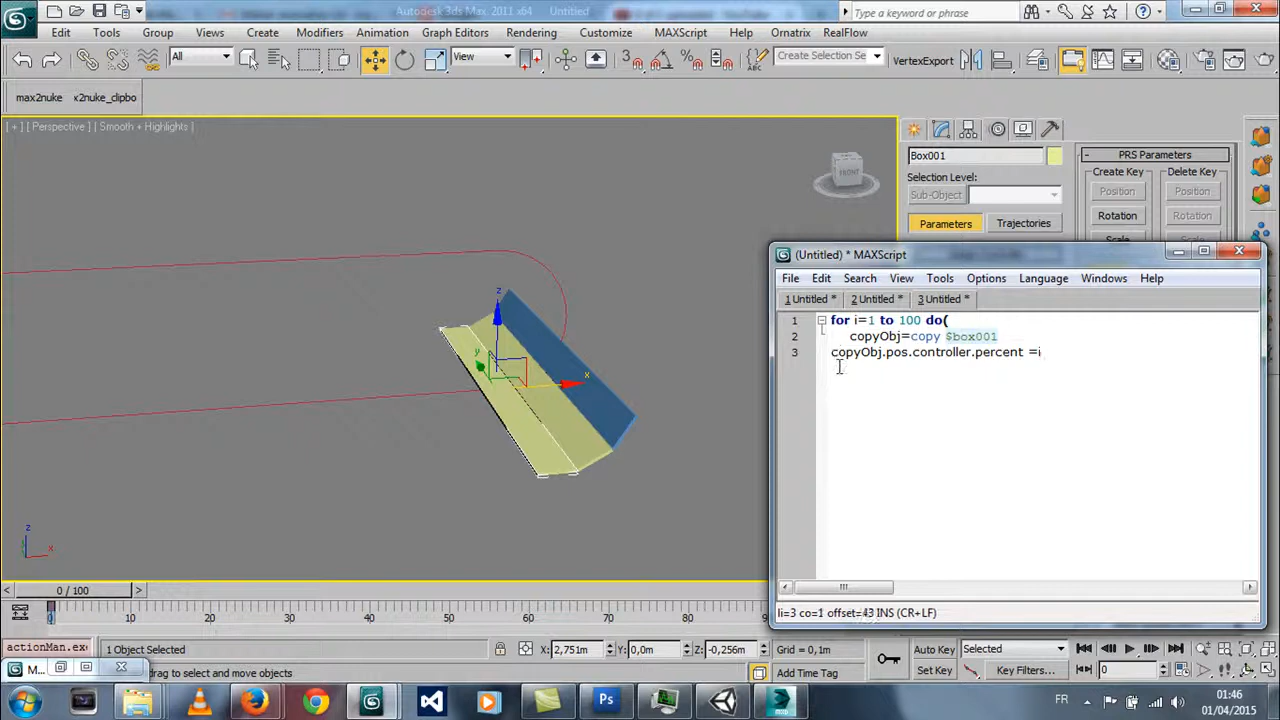 Autodesk 3ds Max 2011 x64
Type a keyword or phrase
Edit Tools Group Views Create Modifiers Animation Graph Editors Rendering Customize MAXScript Help Ornatrix RealFlow
All
View
3
Create Selection Se
VertexExport
max2nuke
x2nuke_clipbo
[ + ] [ Perspective ] [ Smooth + Highlights ]
FRONT
Box001
Selection Level:
Sub-Object
Parameters
Trajectories
PRS Parameters
Create Key
Delete Key
Position
Position
Rotation
Rotation
(Untitled) * MAXScript
File Edit Search View Tools Options Language Windows Help
1 Untitled *
2 Untitled *
3 Untitled *
1 for i=1 to 100 do(
2 copyObj=copy $box001
3 copyObj.pos.controller.percent =i
li=3 co=1 offset=43 INS (CR+LF)
z
y
x
z
x
0 / 100
0 10 20 30 40 50 60 70 80 90 100
actionMan.ex
1 Object Selected
X: 2,751m
Y: 0,0m
Z: -0,256m
Grid = 0,1m
Auto Key
Selected
M...
drag to select and move objects
Add Time Tag
Set Key
Key Filters...
0
Ps
FR
01:46
01/04/2015